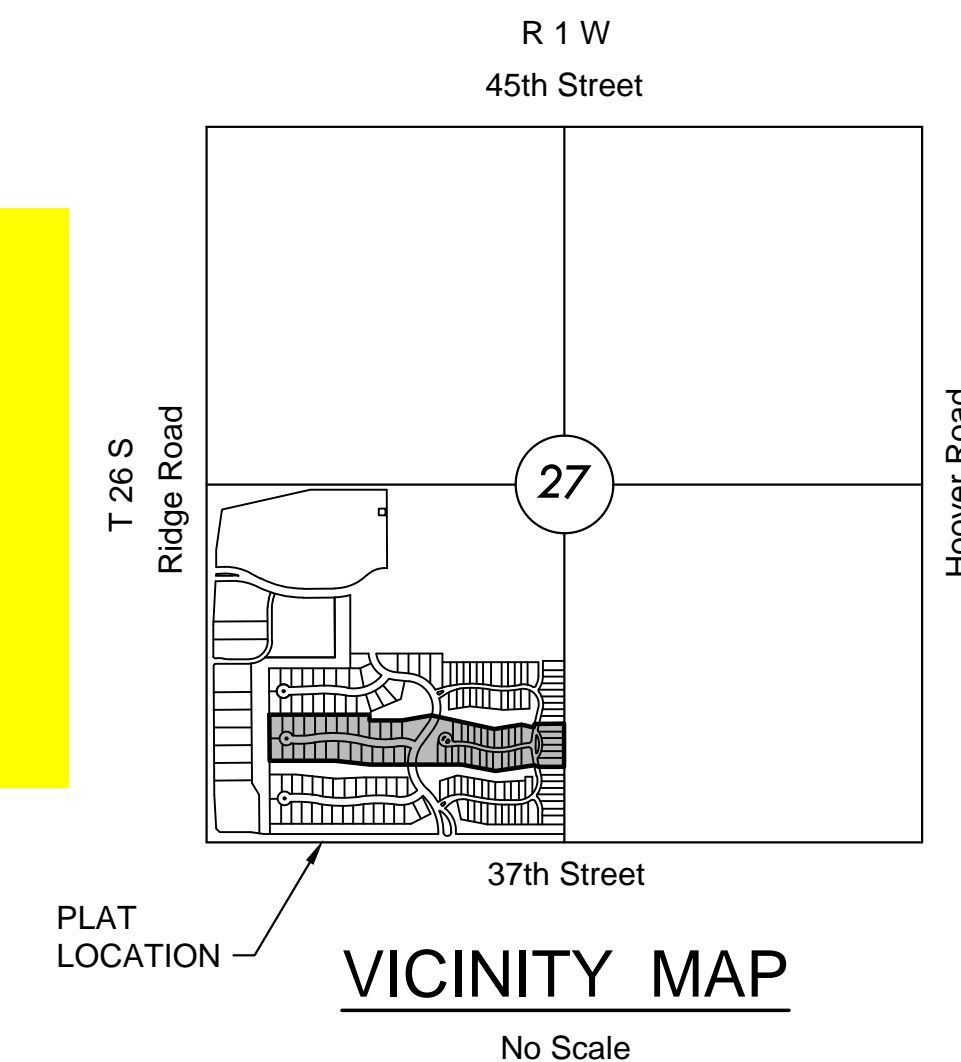 R 1 W
45th Street
T 26 S
Ridge Road
27
Hoover Road
37th Street
PLAT
LOCATION
VICINITY MAP
No Scale